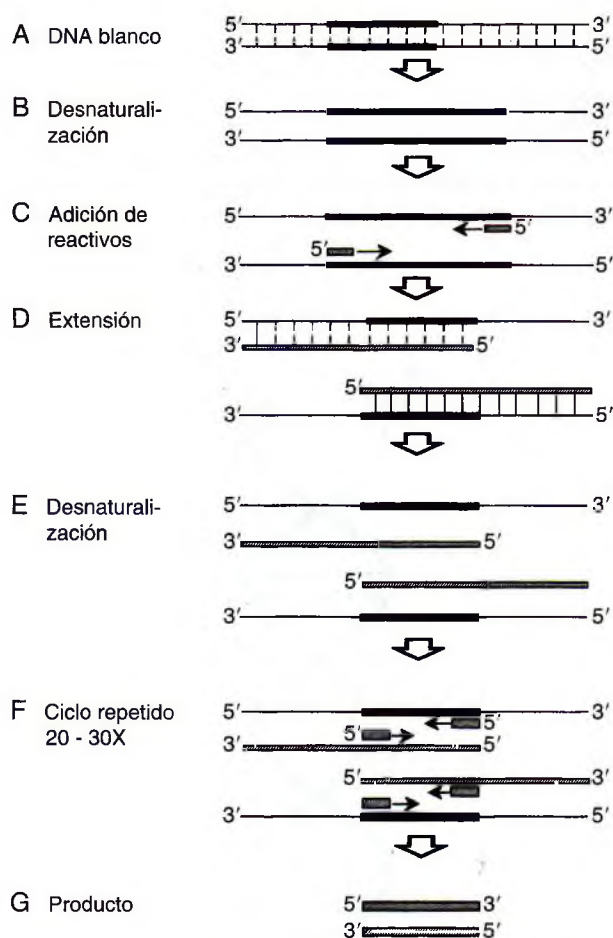 5′ 3′
A DNA blanco
3′ 5′
B Desnaturali-
zación
5′ 3′
3′ 5′
C Adición de
reactivos
5′ 3′
5′
5′
3′ 5′
D Extensión
5′ 3′
3′ 5′
5′
3′ 5′
E Desnaturali-
zación
5′ 3′
3′ 5′
5′
3′ 5′
F Ciclo repetido
20 - 30X
5′ 3′
5′ 5′
3′ 5′
5′ 3′
3′ 5′
G Producto
5′ 3′
3′ 5′